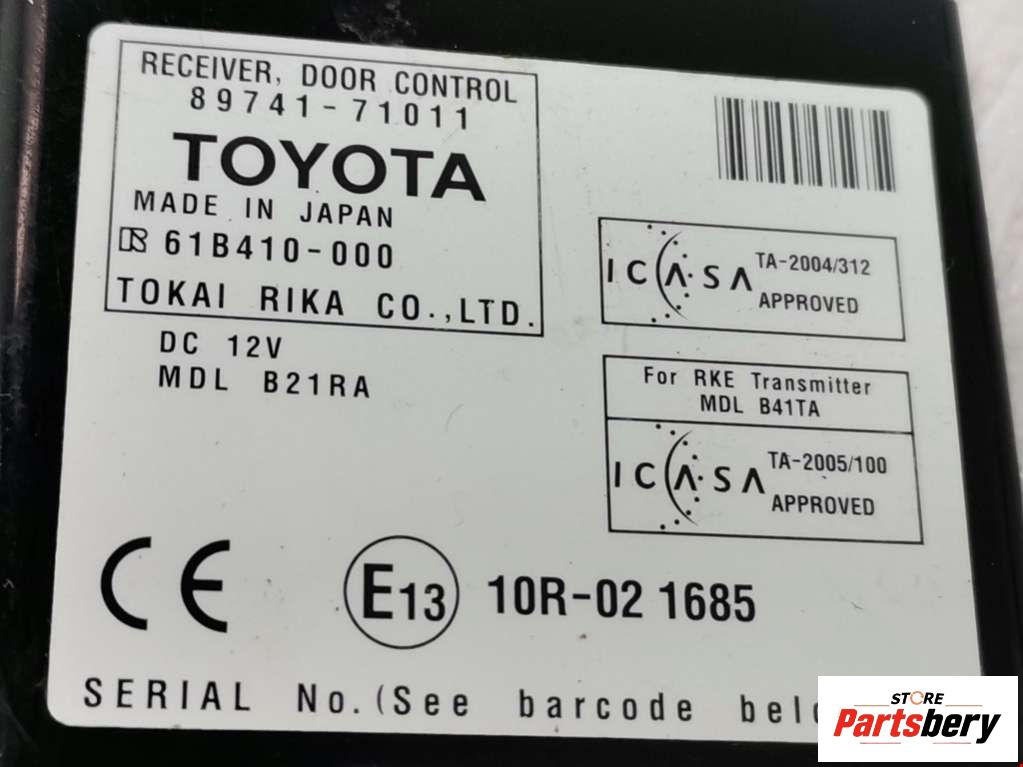 RECEIVER, DOOR CONTROL
89741-71011
TOYOTA
MADE IN JAPAN
61B410-000
TOKAI RIKA CO.,LTD.
DC 12V
MDL B21RA
ICASA TA-2004/312
APPROVED
For RKE Transmitter
MDL B41TA
ICASA TA-2005/100
APPROVED
CE E13 10R-02 1685
SERIAL No.(See barcode
STORE
Partsbery